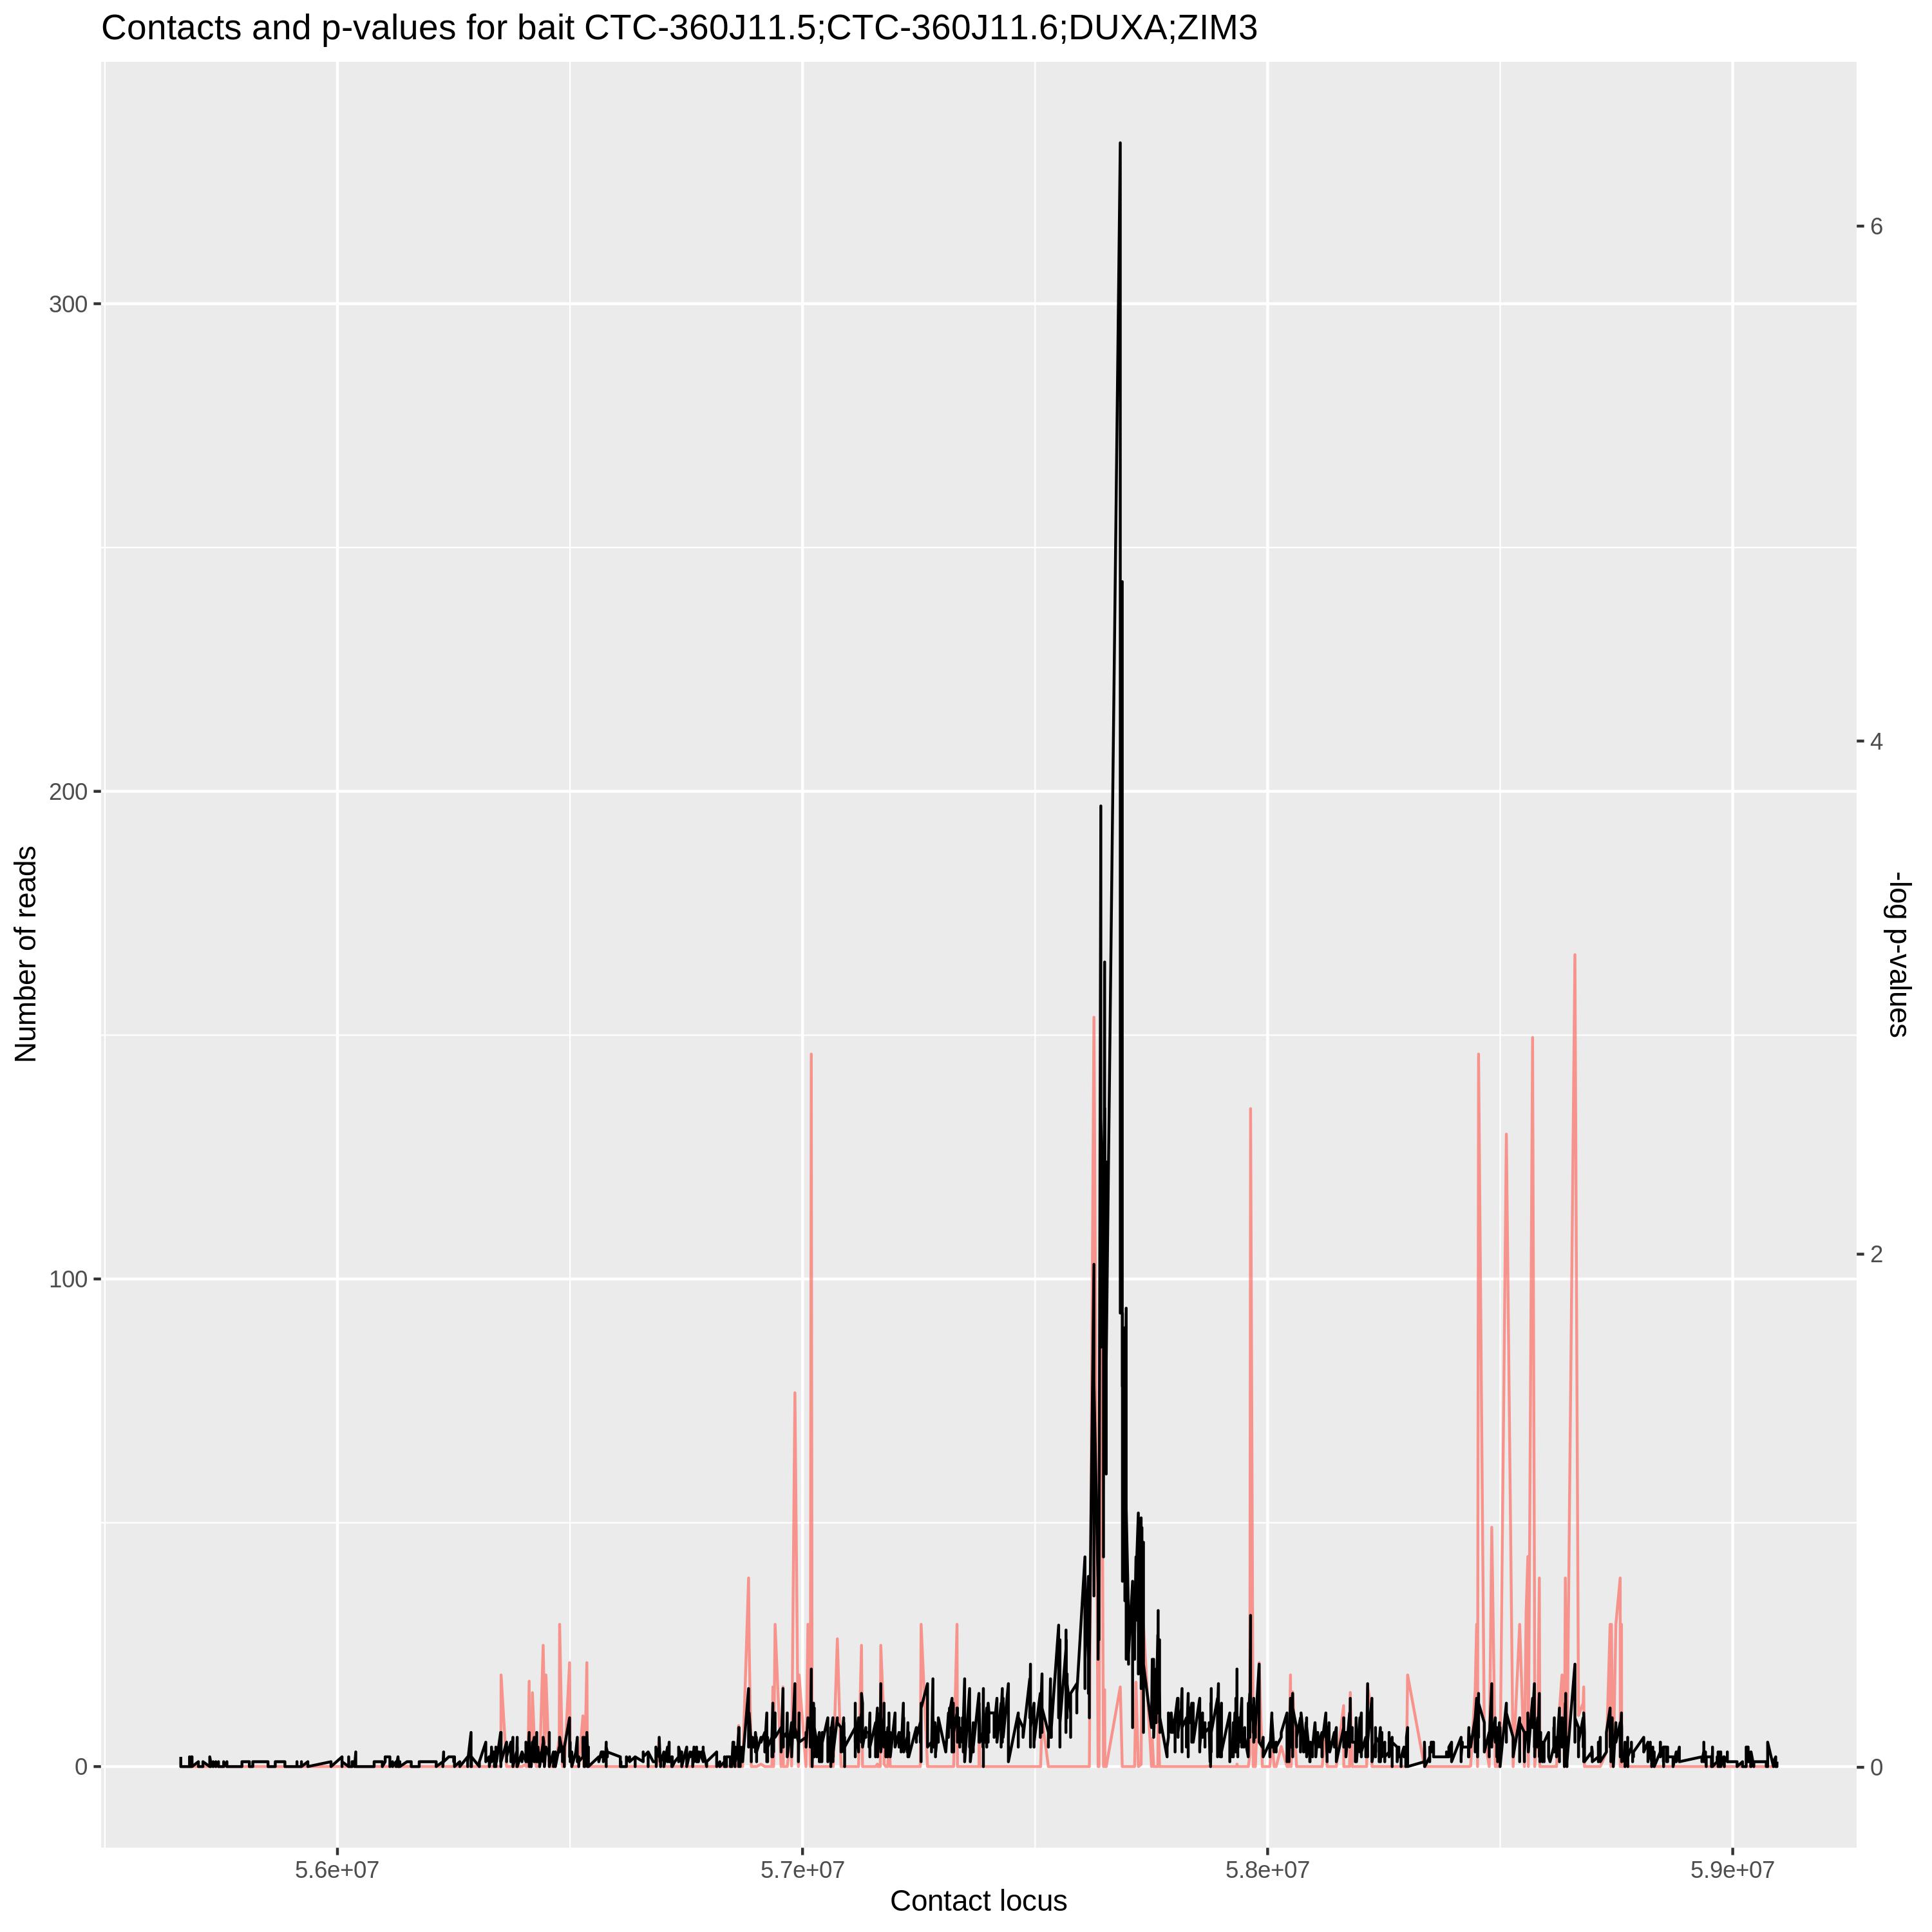 Contacts and p-values for bait CTC-360J11.5;CTC-360J11.6;DUXA;ZIM3
300
200
100
0
Number of reads
6
4
2
0
-log p-values
5.6e+07
5.7e+07
5.8e+07
5.9e+07
Contact locus